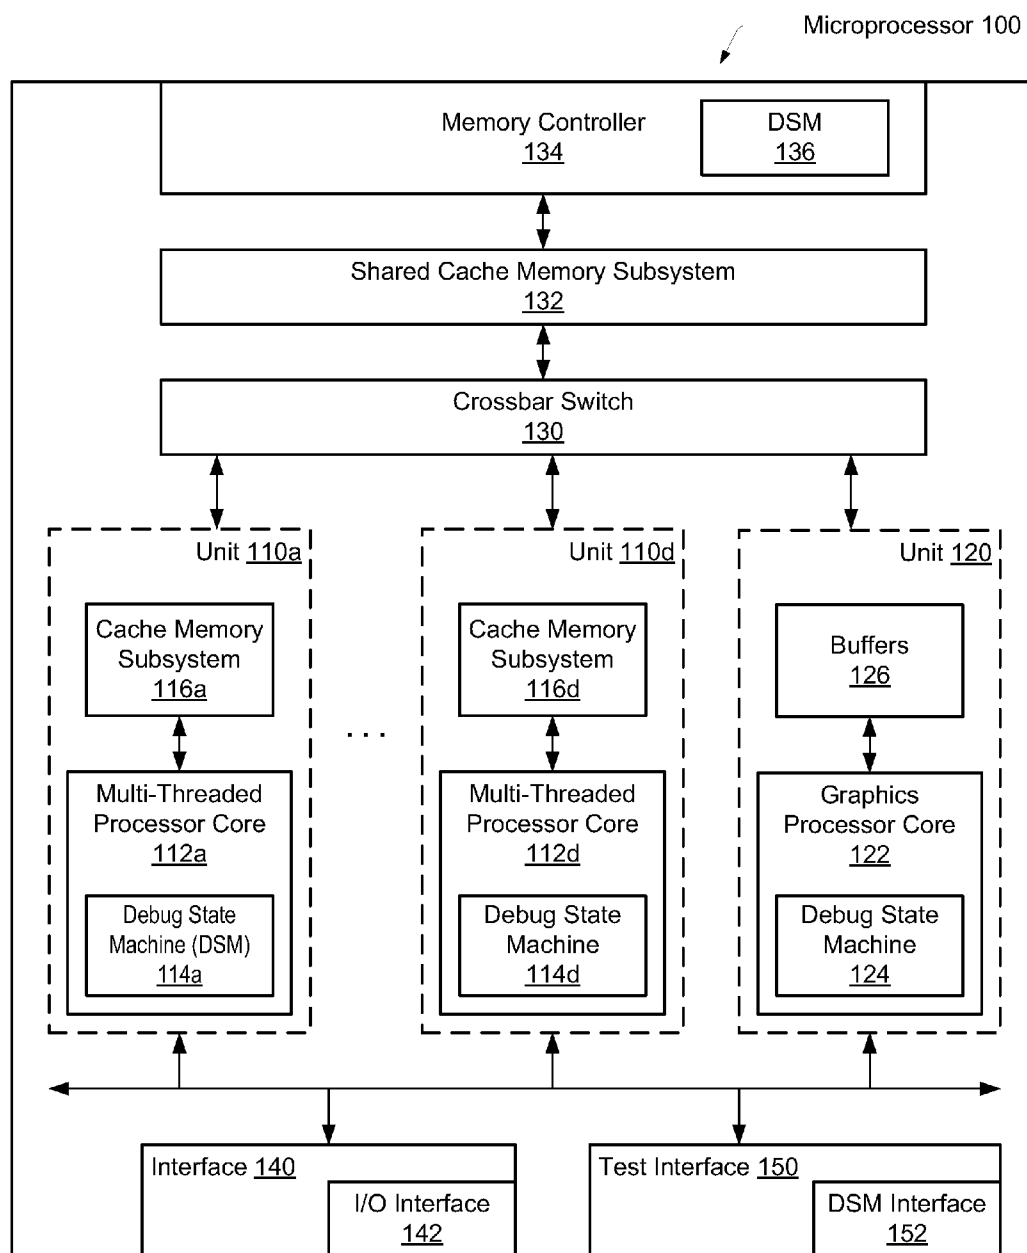 Microprocessor 100
Memory Controller
134
DSM
136
Shared Cache Memory Subsystem
132
Crossbar Switch
130
Unit 110a
Cache Memory
Subsystem
116a
Multi-Threaded
Processor Core
112a
Debug State
Machine (DSM)
114a
. . .
Unit 110d
Cache Memory
Subsystem
116d
Multi-Threaded
Processor Core
112d
Debug State
Machine
114d
Unit 120
Buffers
126
Graphics
Processor Core
122
Debug State
Machine
124
Interface 140
I/O Interface
142
Test Interface 150
DSM Interface
152